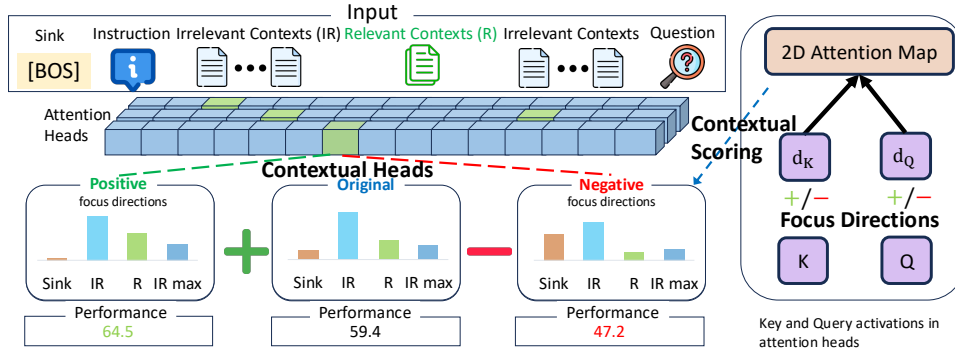 Input
Sink
Instruction
Irrelevant Contexts (IR)
Relevant Contexts (R)
Irrelevant Contexts
Question
[BOS]
Attention
Heads
Contextual Heads
Positive
focus directions
Sink IR R IR max
Performance
64.5
Original
Sink IR R IR max
Performance
59.4
Negative
focus directions
Sink IR R IR max
Performance
47.2
2D Attention Map
Contextual
Scoring
d_K
d_Q
+/−
+/−
Focus Directions
K
Q
Key and Query activations in
attention heads